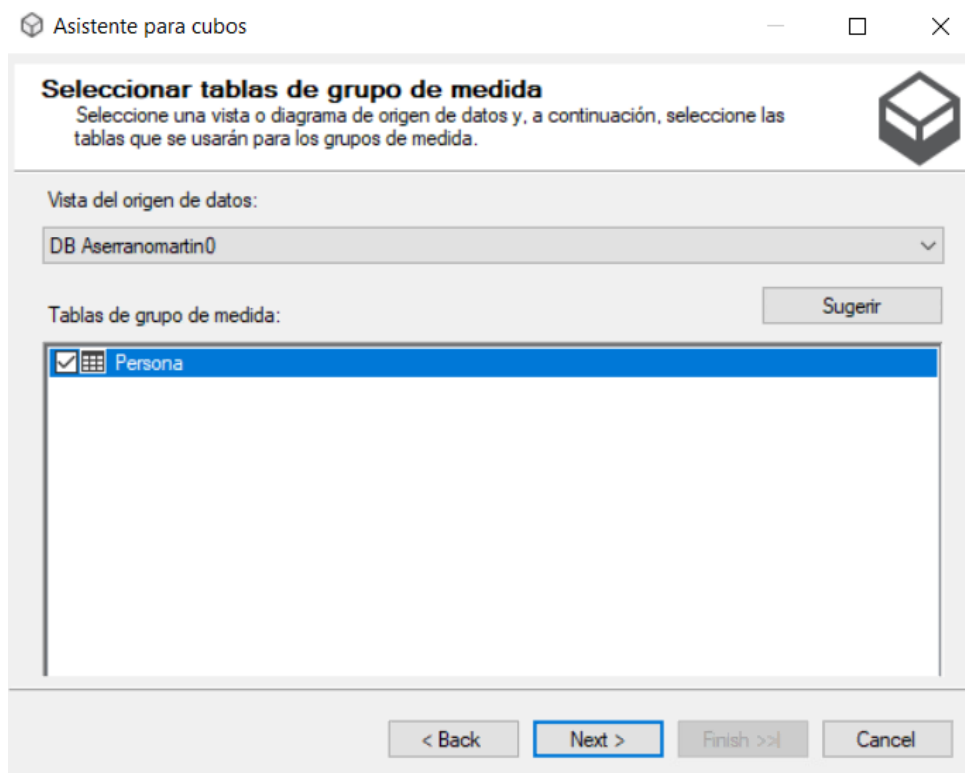 Asistente para cubos
Seleccionar tablas de grupo de medida
Seleccione una vista o diagrama de origen de datos y, a continuación, seleccione las
tablas que se usarán para los grupos de medida.
Vista del origen de datos:
DB Aserranomartin0
Sugerir
Tablas de grupo de medida:
Persona
< Back
Next >
Finish >>|
Cancel